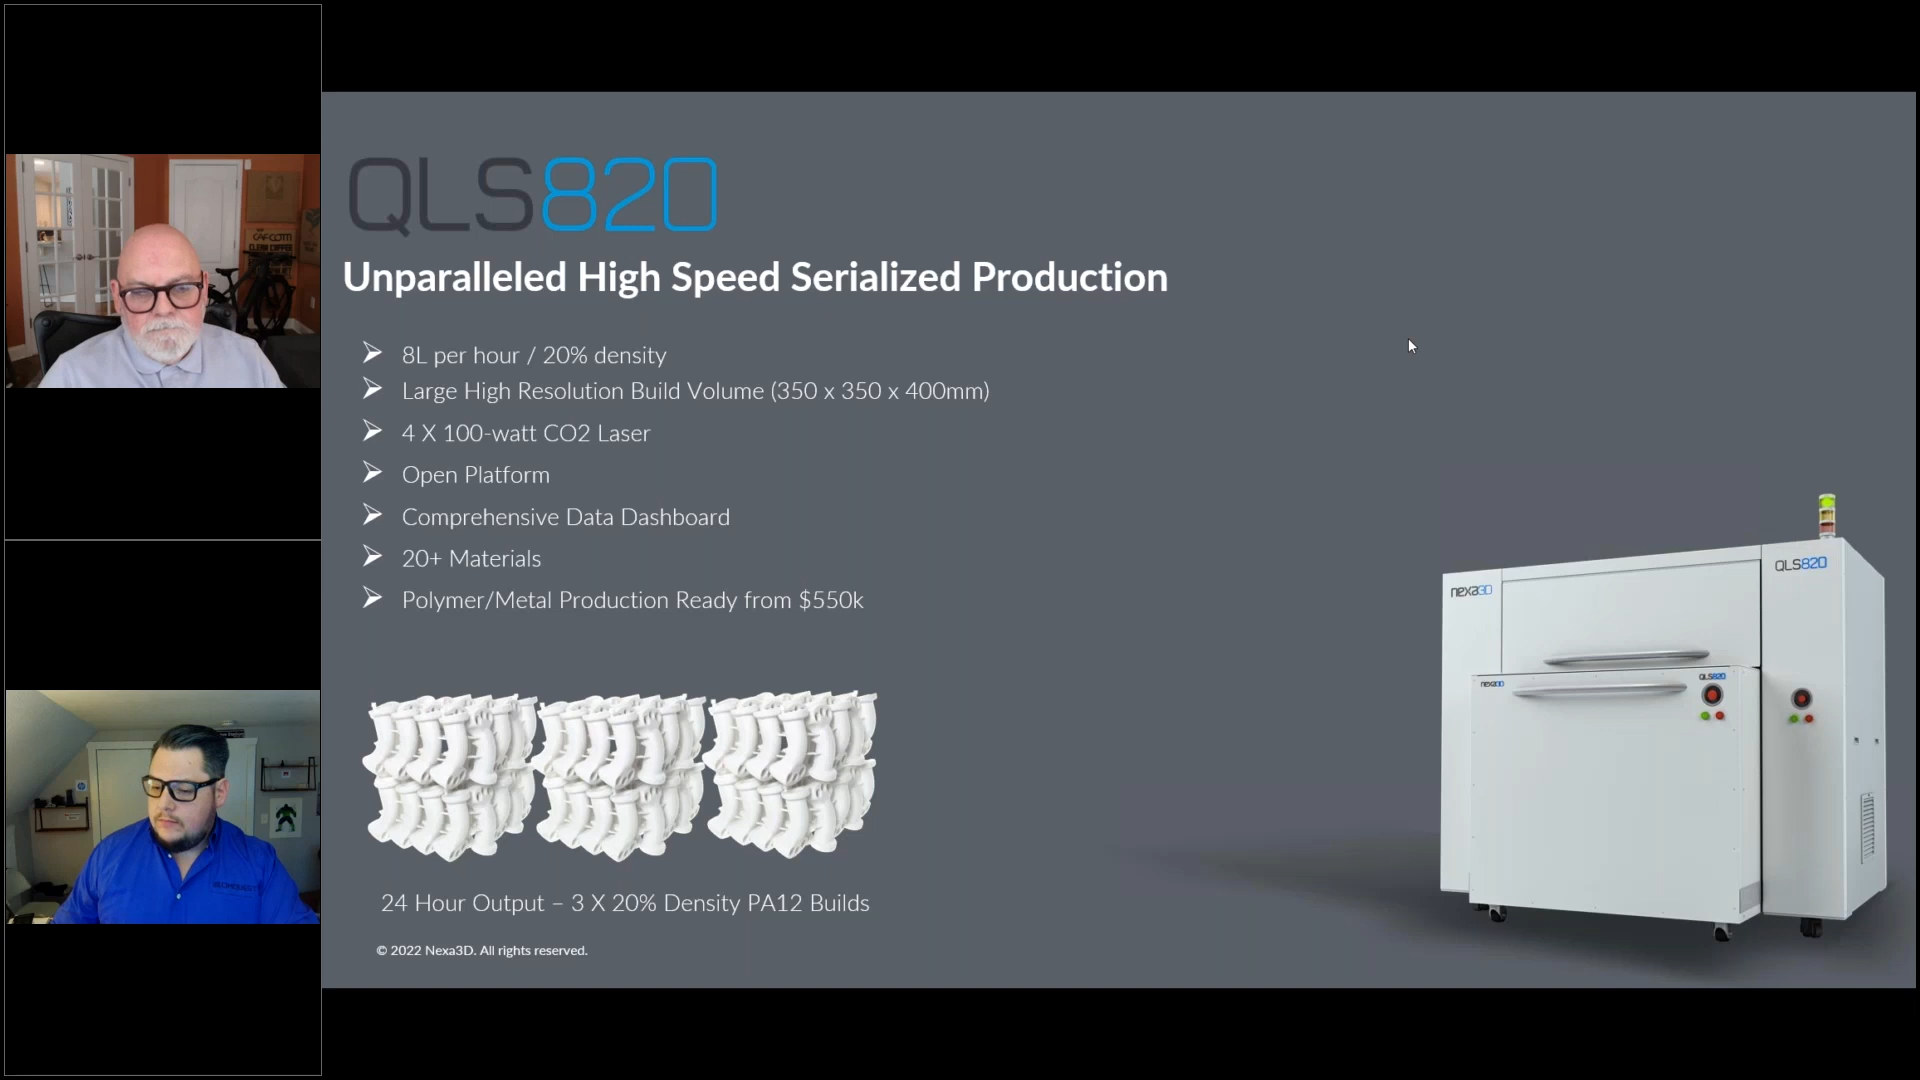 QLS820
Unparalleled High Speed Serialized Production
8L per hour / 20% density
Large High Resolution Build Volume (350 x 350 x 400mm)
4 X 100-watt CO2 Laser
Open Platform
Comprehensive Data Dashboard
20+ Materials
Polymer/Metal Production Ready from $550k
nexa3D
QLS820
nexa3D
QLS820
24 Hour Output – 3 X 20% Density PA12 Builds
© 2022 Nexa3D. All rights reserved.